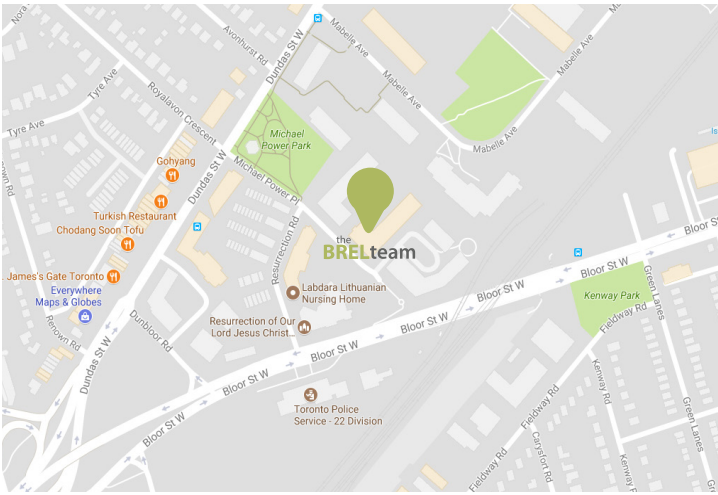 Nora
Avonhurst Rd
Dundas St W
Mabelle Ave
Mabelle Ave
Mabelle Ave
Mabelle Ave
Tyre Ave
Tyre Ave
Royalavon Crescent
Michael
Power Park
Michael Power Pl
Gohyang
Dundas St W
Turkish Restaurant
Chodang Soon Tofu
Resurrection Rd
the
BRELteam
James's Gate Toronto
Everywhere
Maps & Globes
Renown Rd
Dunbloor Rd
Dundas St W
Labdara Lithuanian
Nursing Home
Resurrection of Our
Lord Jesus Christ...
Bloor St W
Bloor St W
Bloor St W
Bloor St W
Bloor St W
Bloor St W
Bloor S
Kenway Park
Green Lanes
Fieldway Rd
Toronto Police
Service - 22 Division
Fieldway Rd
Fieldway Rd
Carysfort Rd
Kenway Rd
Kenway
Green Lanes